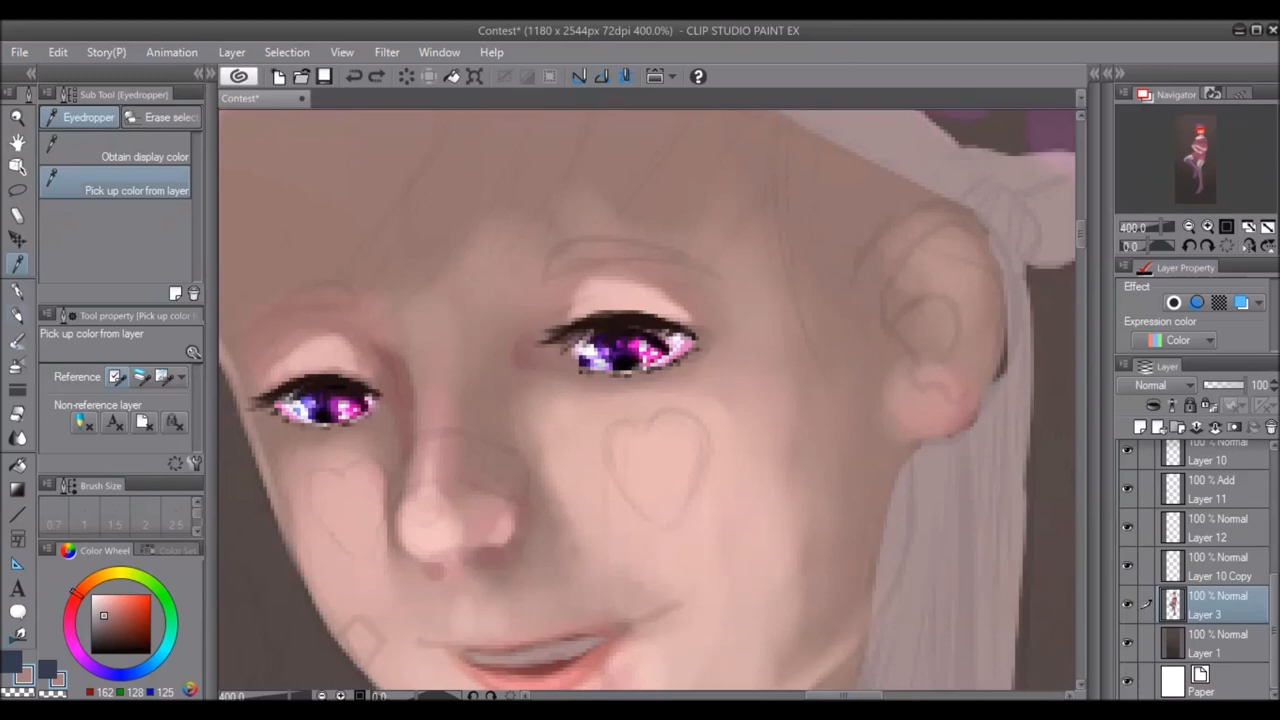 Contest* (1180 x 2544px 72dpi 400.0%) - CLIP STUDIO PAINT EX
File Edit Story(P) Animation Layer Selection View Filter Window Help
Sub Tool [Eyedropper]
Contest*
Eyedropper
Erase selec
Obtain display color
Pick up color from layer
Tool property [Pick up color fr
Pick up color from layer
Reference
Non-reference layer
Brush Size
0.7 1 1.5 2 2.5
Color Wheel
Color Se
162 128 125
400.0 0.0
Navigator
400.0
0.0
Layer Property
Effect
Expression color
Color
Layer
Normal 100
100 % Normal
Layer 10
100 % Add
Layer 11
100 % Normal
Layer 12
100 % Normal
Layer 10 Copy
100 % Normal
Layer 3
100 % Normal
Layer 1
Paper